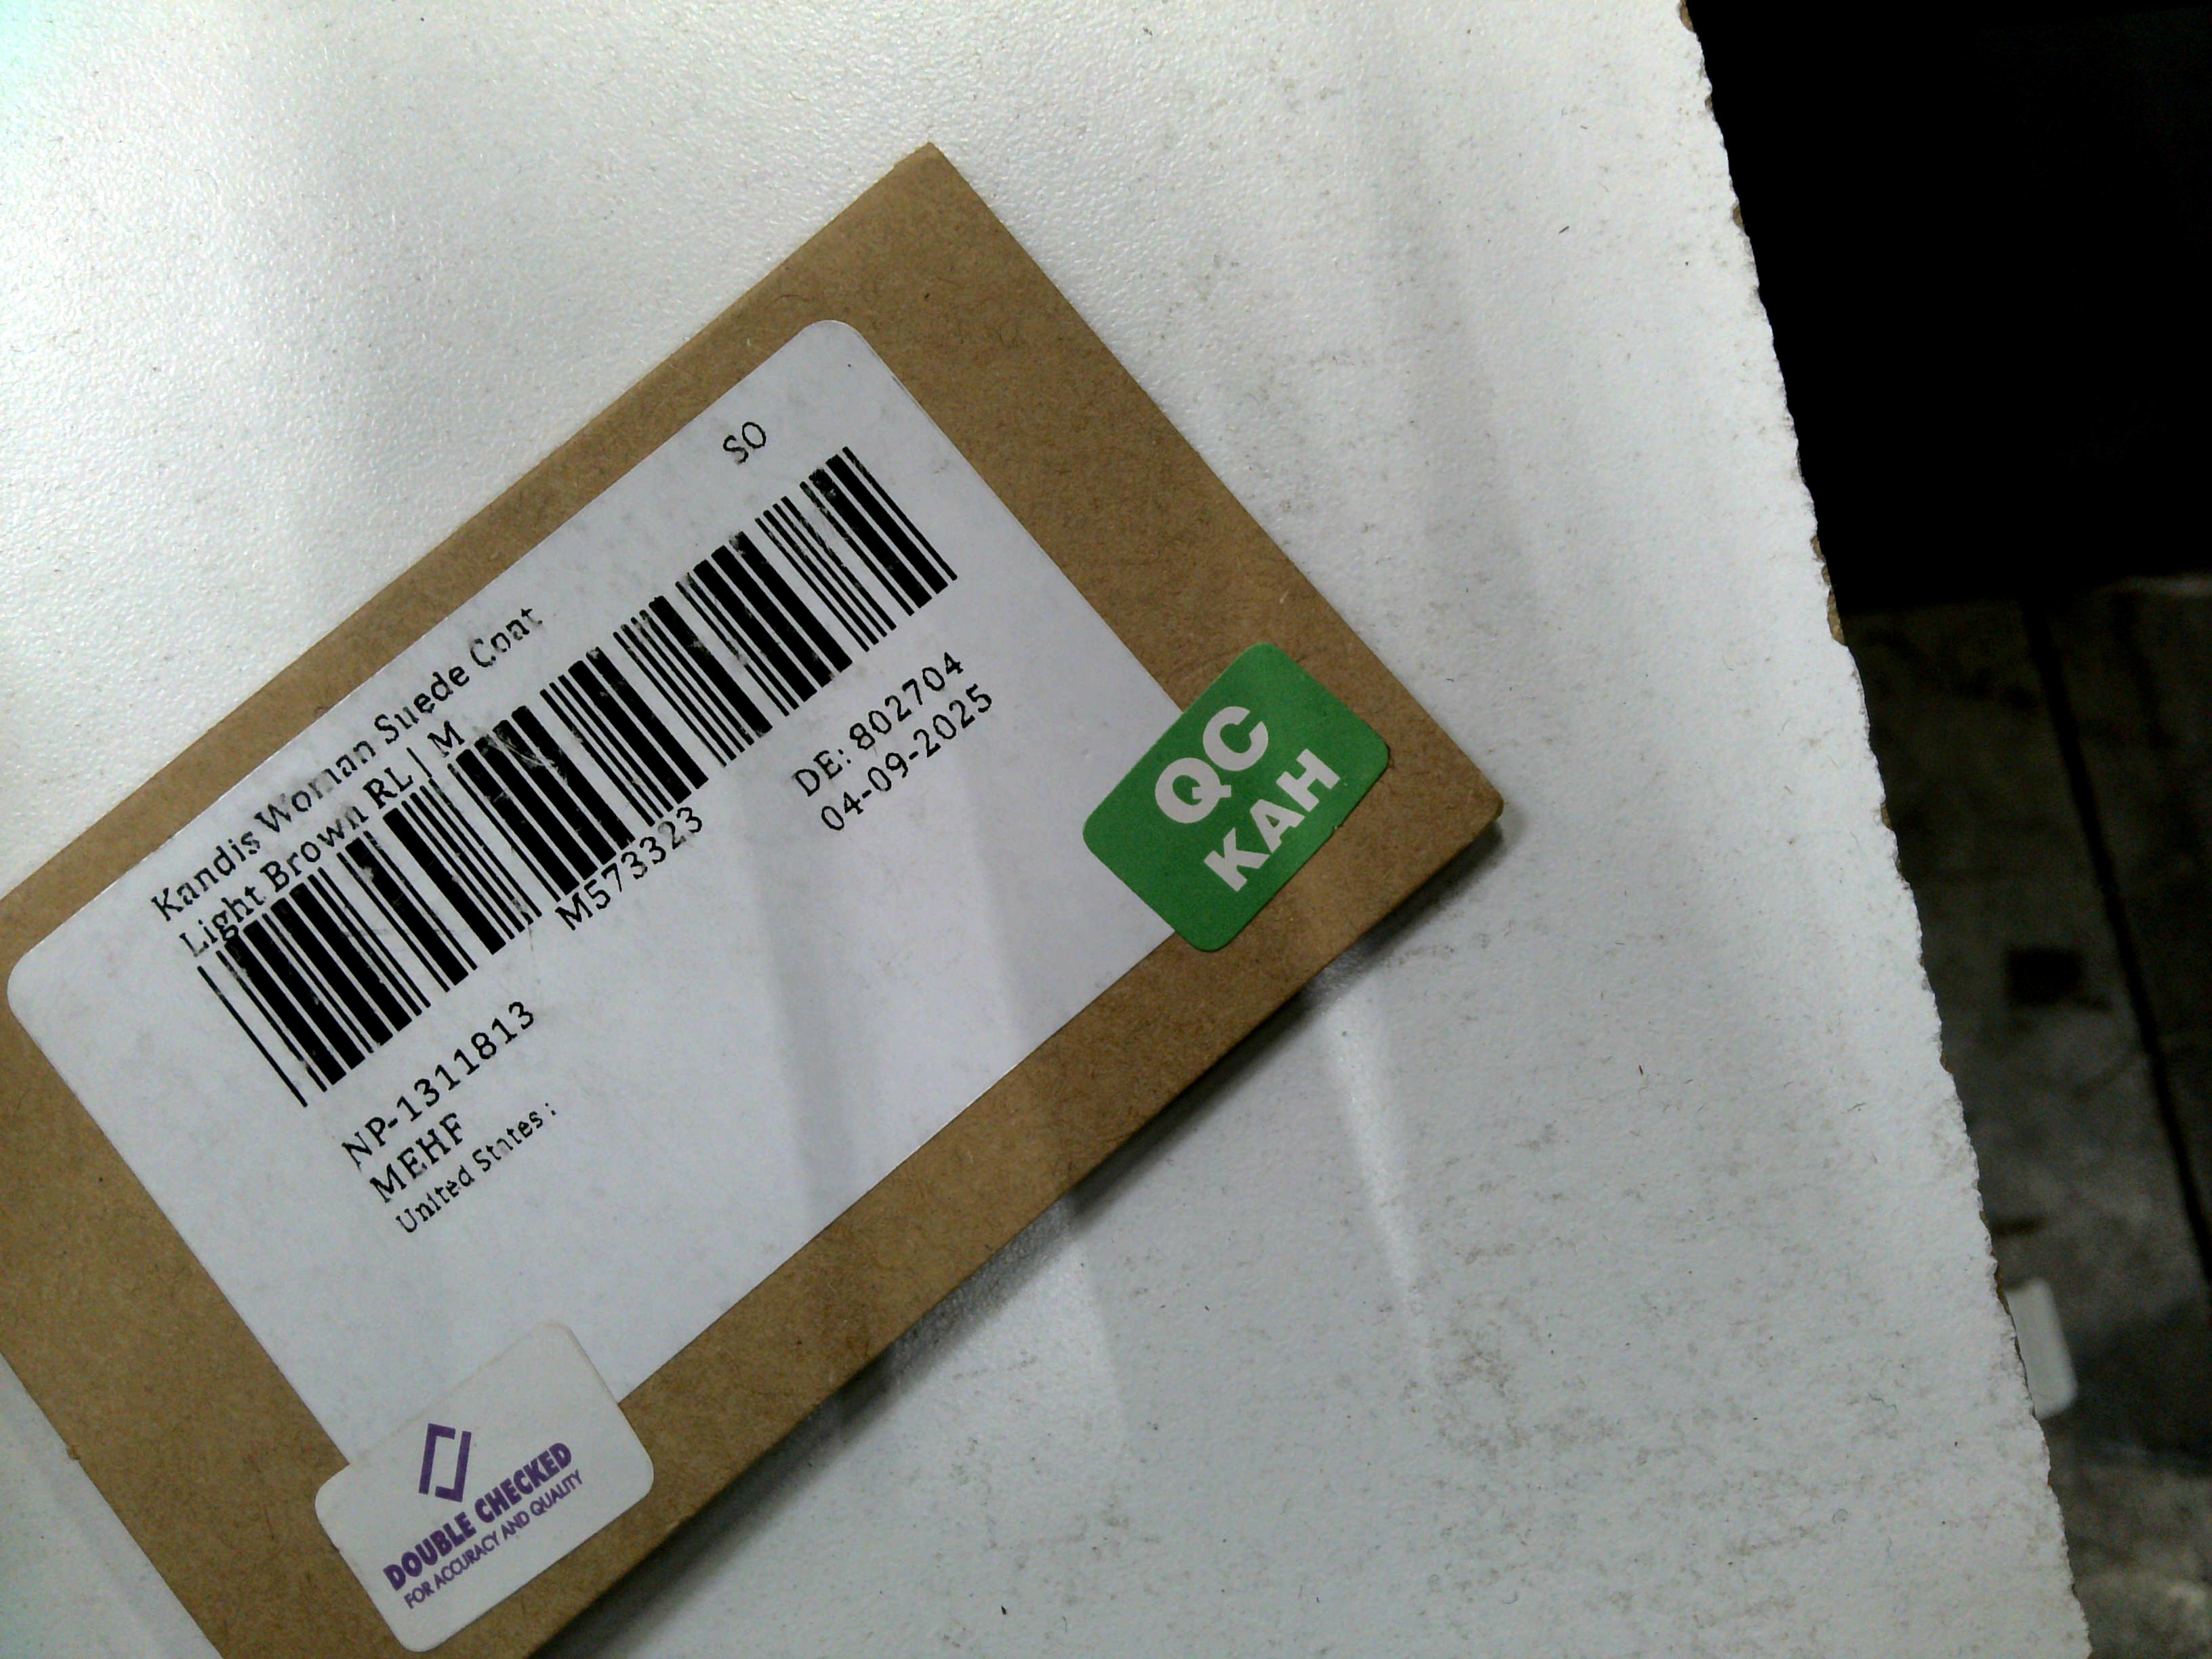 SO
Kandis Woman Suede Coat
Light Brown RL | M
M573323
DE: 802704
04-09-2025
NP-1311813
MEHF
United States :
QC
KAH
DOUBLE CHECKED
FOR ACCURACY AND QUALITY